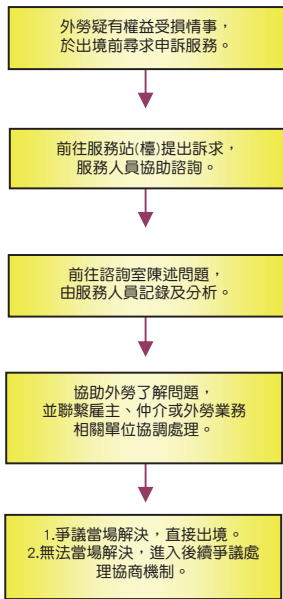 外勞疑有權益受損情事，
於出境前尋求申訴服務。
前往服務站(檯)提出訴求，
服務人員協助諮詢。
前往諮詢室陳述問題，
由服務人員記錄及分析。
協助外勞了解問題，
並聯繫雇主、仲介或外勞業務
相關單位協調處理。
1.爭議當場解決，直接出境。
2.無法當場解決，進入後續爭議處
理協商機制。